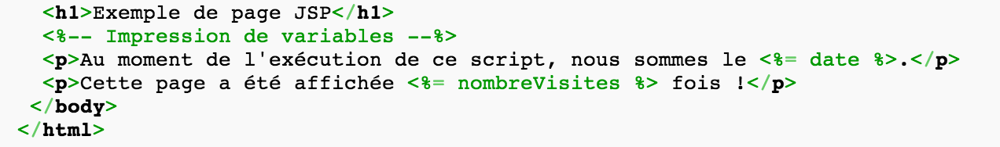 <h1>Exemple de page JSP</h1>
<%-- Impression de variables --%>
<p>Au moment de l'exécution de ce script, nous sommes le <%= date %>.</p>
<p>Cette page a été affichée <%= nombreVisites %> fois !</p>
</body>
</html>